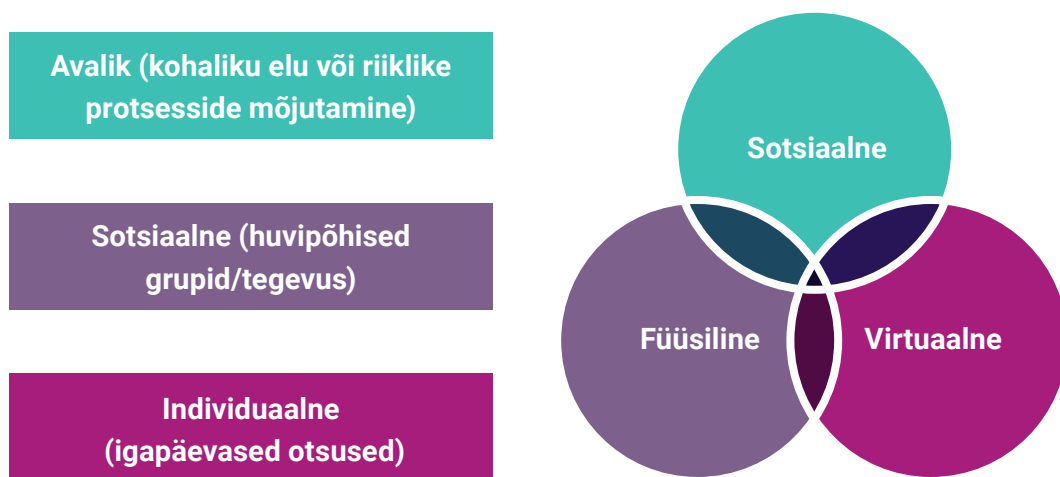 Avalik (kohaliku elu või riiklike
protsesside mõjutamine)
Sotsiaalne (huvipõhised
grupid/tegevus)
Individuaalne
(igapäevased otsused)
Sotsiaalne
Füüsiline
Virtuaalne